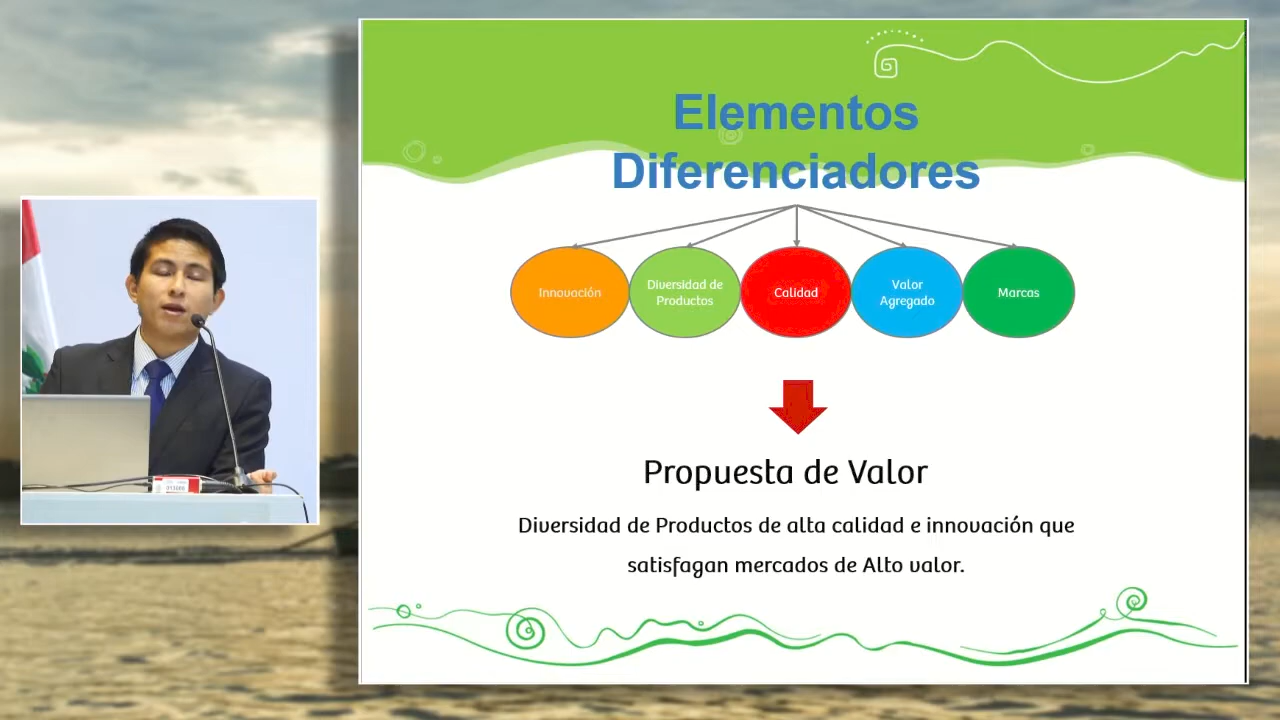 Elementos
Diferenciadores
Innovación
Diversidad de
Productos
Calidad
Valor
Agregado
Marcas
Propuesta de Valor
Diversidad de Productos de alta calidad e innovación que
satisfagan mercados de Alto valor.